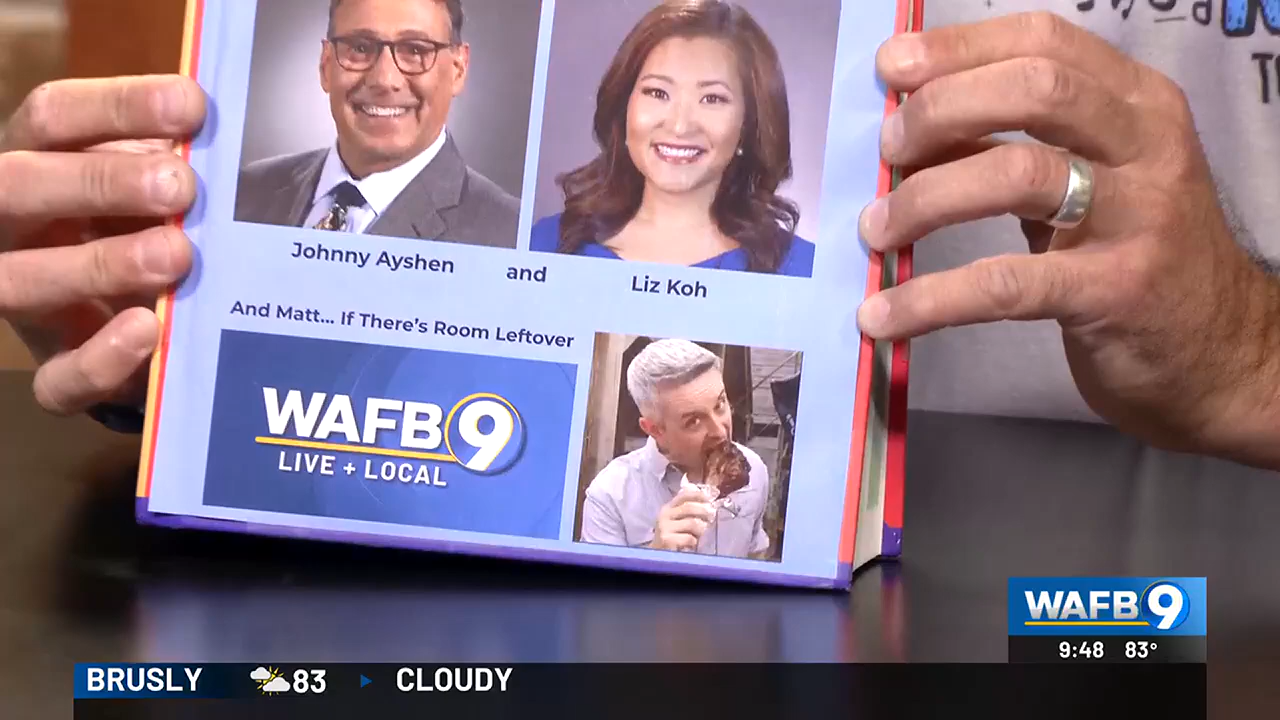 Johnny Ayshen and Liz Koh
And Matt... If There's Room Leftover
WAFB9
LIVE + LOCAL
WAFB9
9:48 83°
BRUSLY 83 CLOUDY